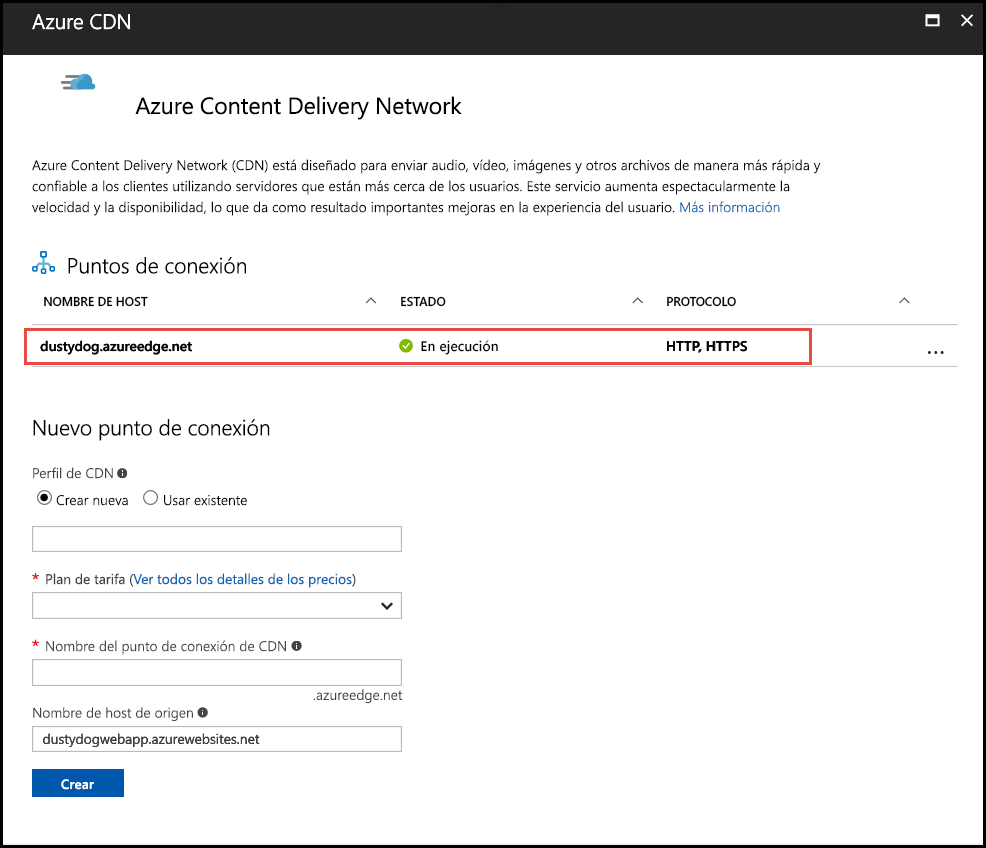 Azure CDN
Azure Content Delivery Network
Azure Content Delivery Network (CDN) está diseñado para enviar audio, vídeo, imágenes y otros archivos de manera más rápida y
confiable a los clientes utilizando servidores que están más cerca de los usuarios. Este servicio aumenta espectacularmente la
velocidad y la disponibilidad, lo que da como resultado importantes mejoras en la experiencia del usuario. Más información
Puntos de conexión
NOMBRE DE HOST ESTADO PROTOCOLO
dustydog.azureedge.net En ejecución HTTP, HTTPS ...
Nuevo punto de conexión
Perfil de CDN
Crear nueva Usar existente
* Plan de tarifa (Ver todos los detalles de los precios)
* Nombre del punto de conexión de CDN
.azureedge.net
Nombre de host de origen
dustydogwebapp.azurewebsites.net
Crear